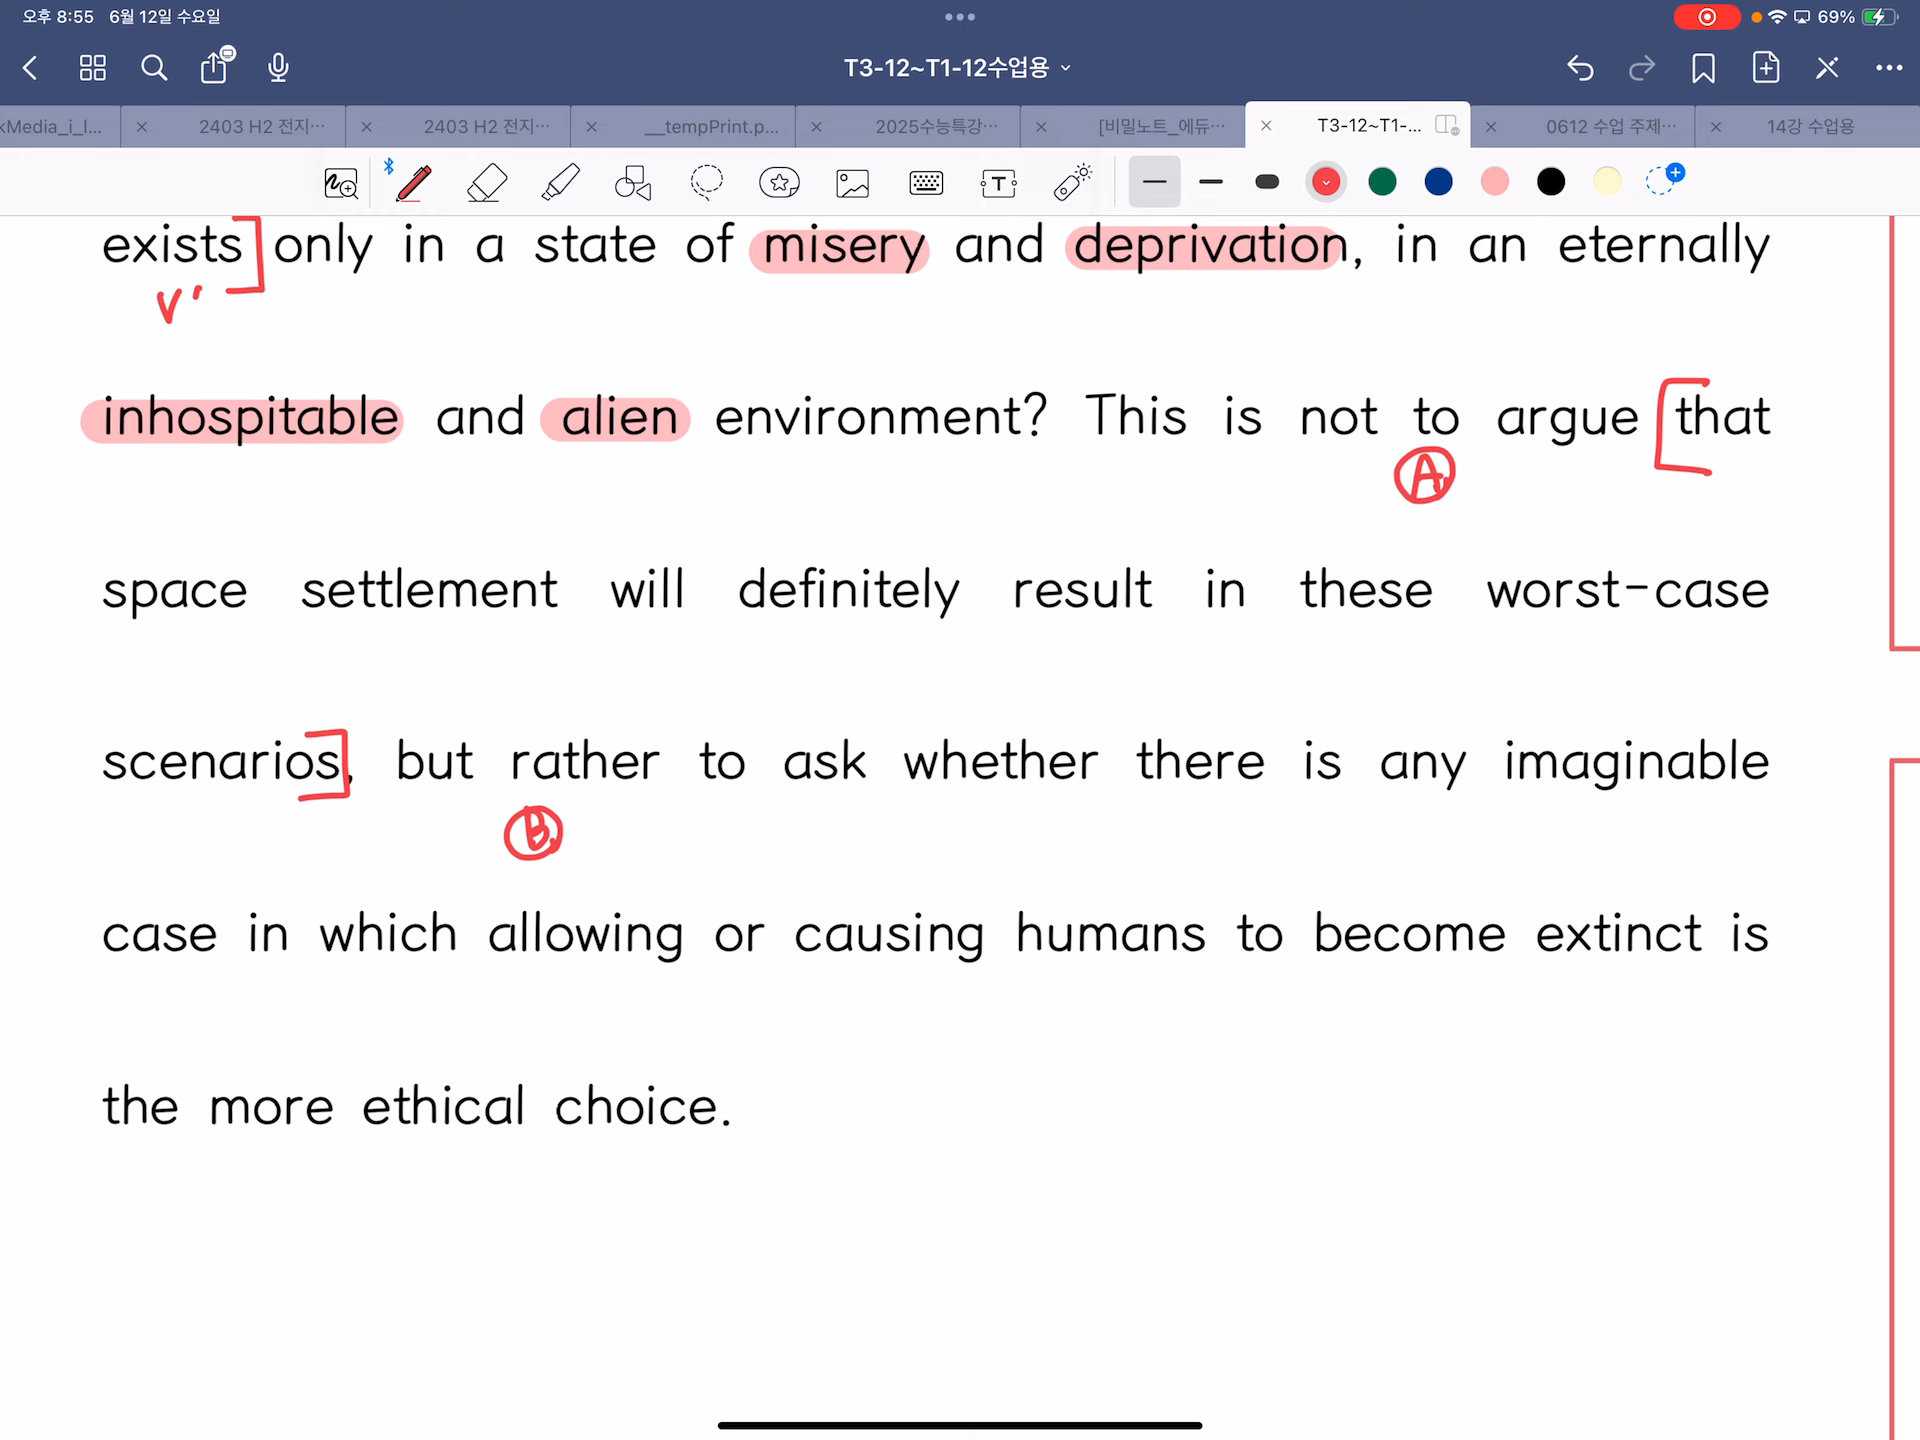 오후 8:55 6월 12일 수요일
69%
T3-12~T1-12수업용
kMedia_i_l...
2403 H2 전지...
2403 H2 전지...
__tempPrint.p...
2025수능특강...
[비밀노트_에듀...
T3-12~T1-...
0612 수업 주제...
14강 수업용
exists] only in a state of misery and deprivation, in an eternally
V'
inhospitable and alien environment? This is not to argue [that
A
space settlement will definitely result in these worst-case
scenarios], but rather to ask whether there is any imaginable
B
case in which allowing or causing humans to become extinct is
the more ethical choice.